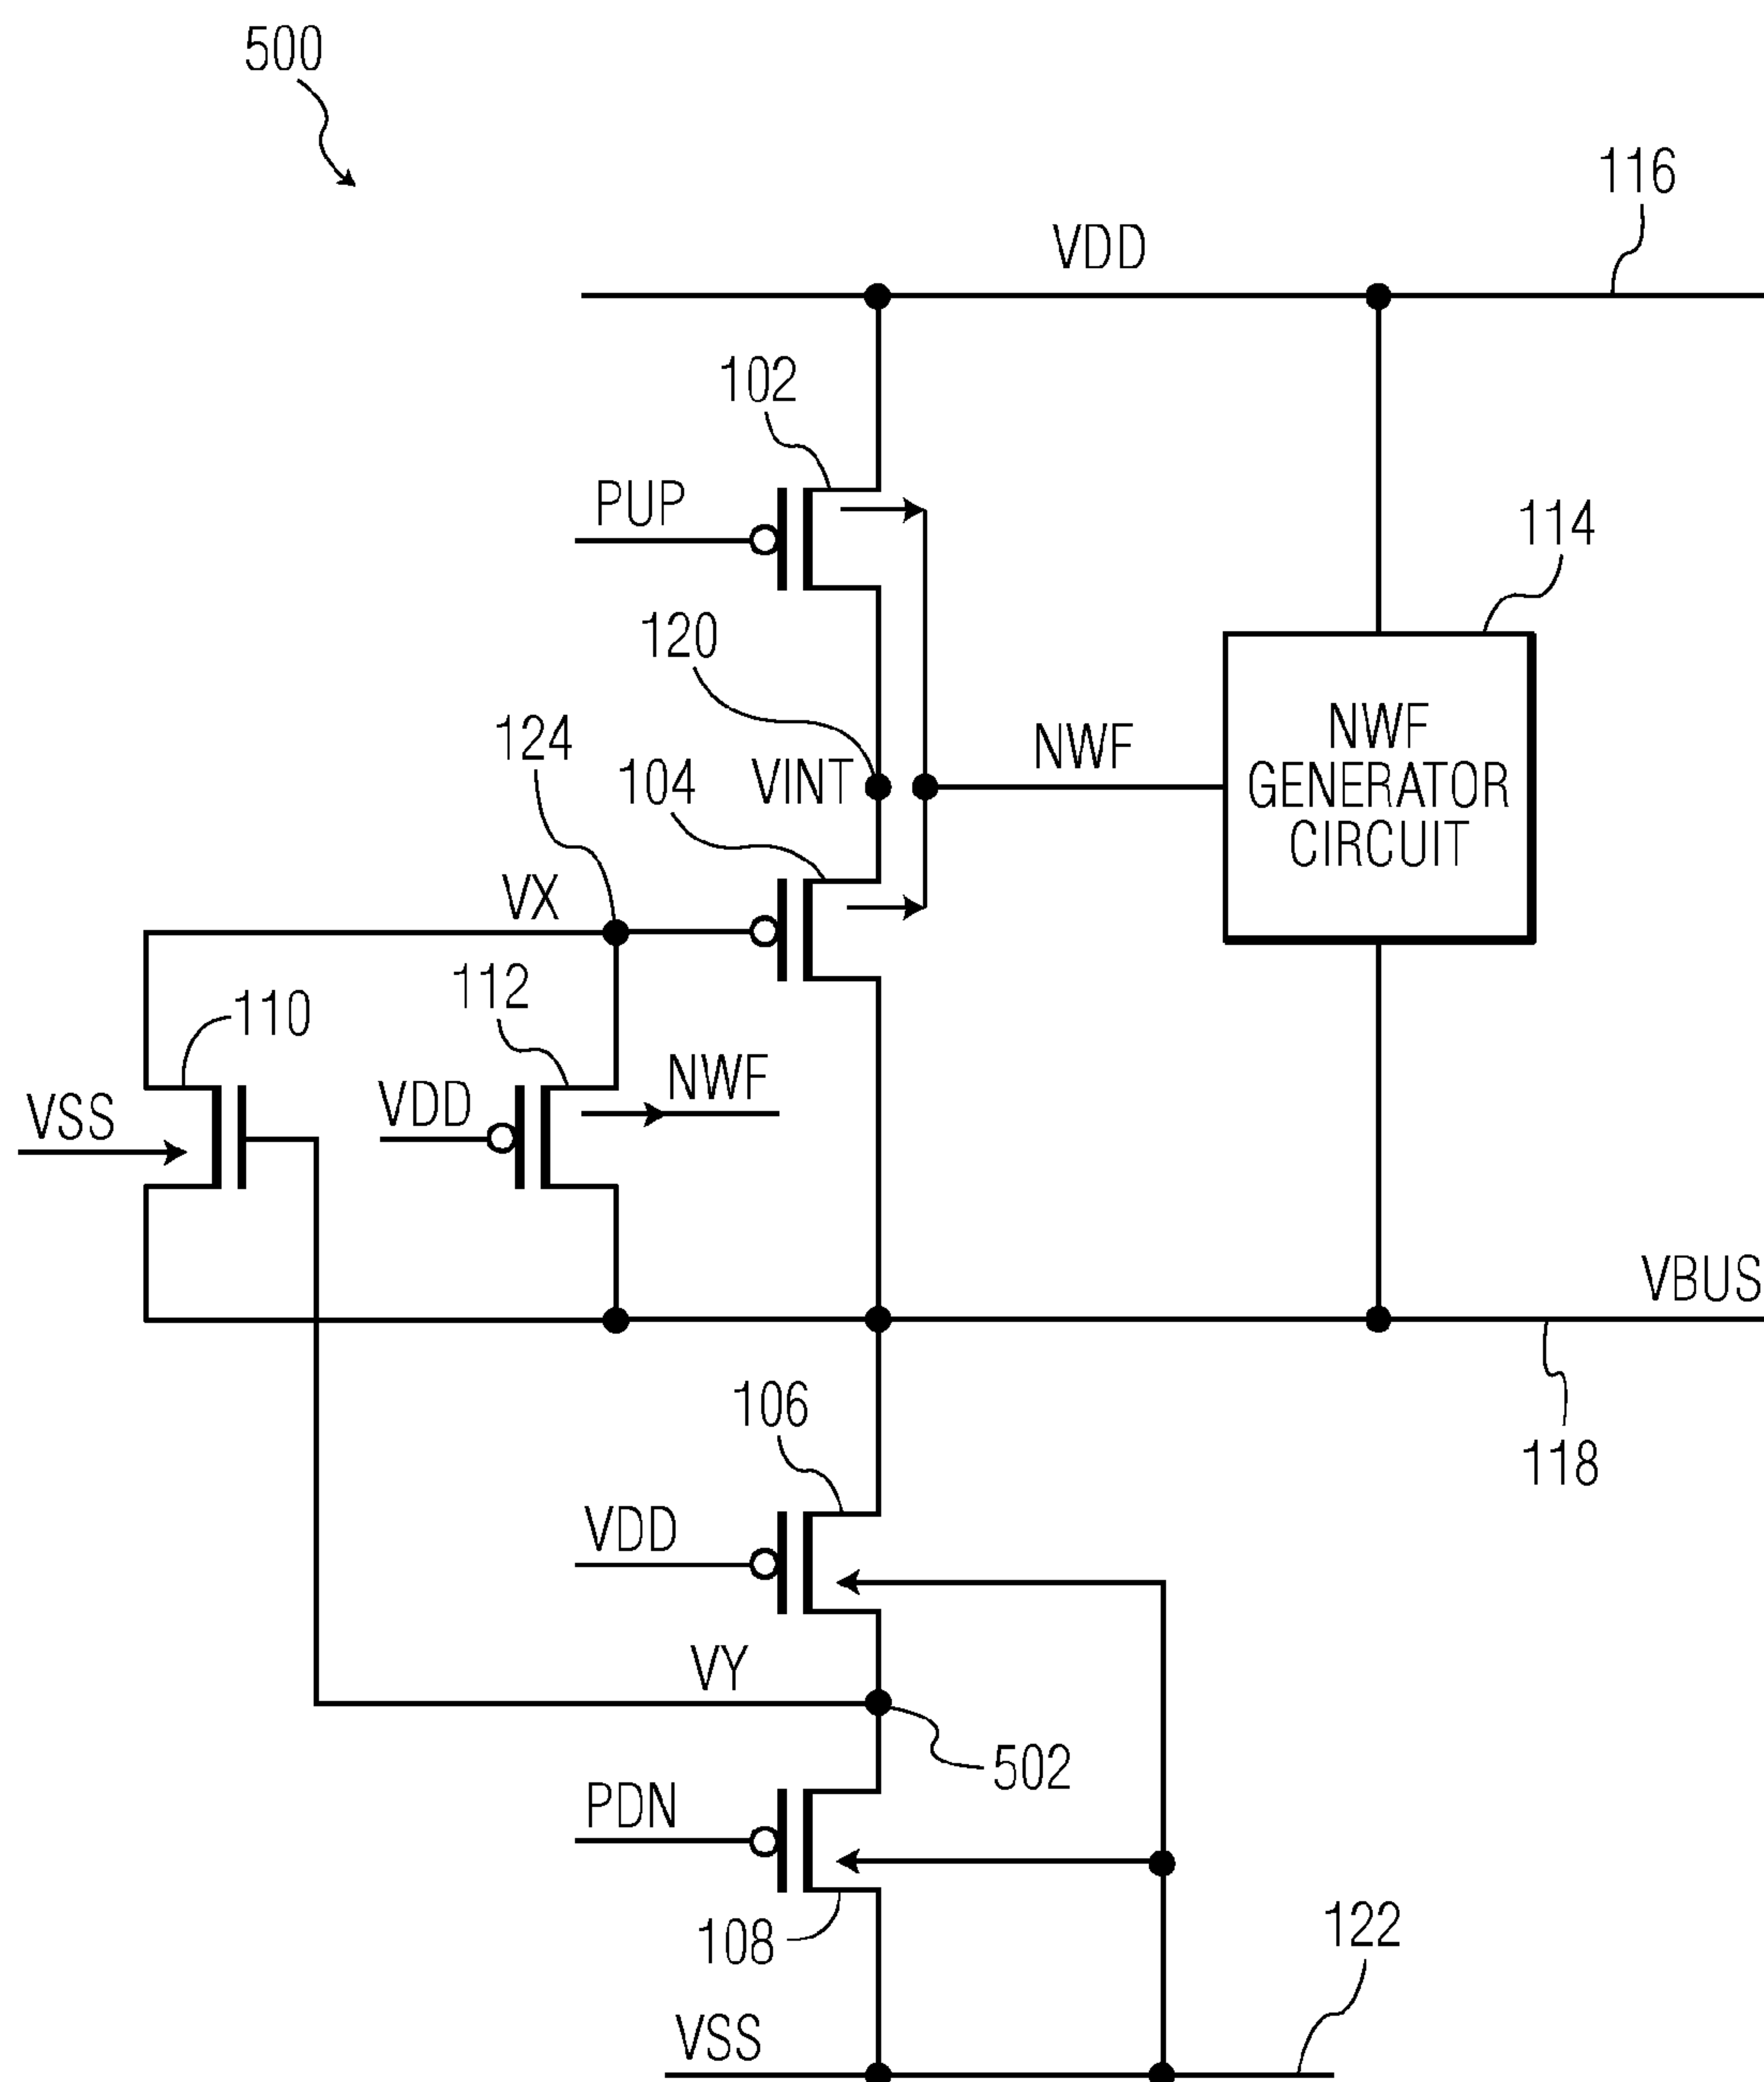 500
116
VDD
102
PUP
114
120
124
104
VINT
NWF
NWF
GENERATOR
CIRCUIT
VX
112
110
NWF
VDD
VSS
VBUS
106
118
VDD
VY
502
PDN
108
122
VSS